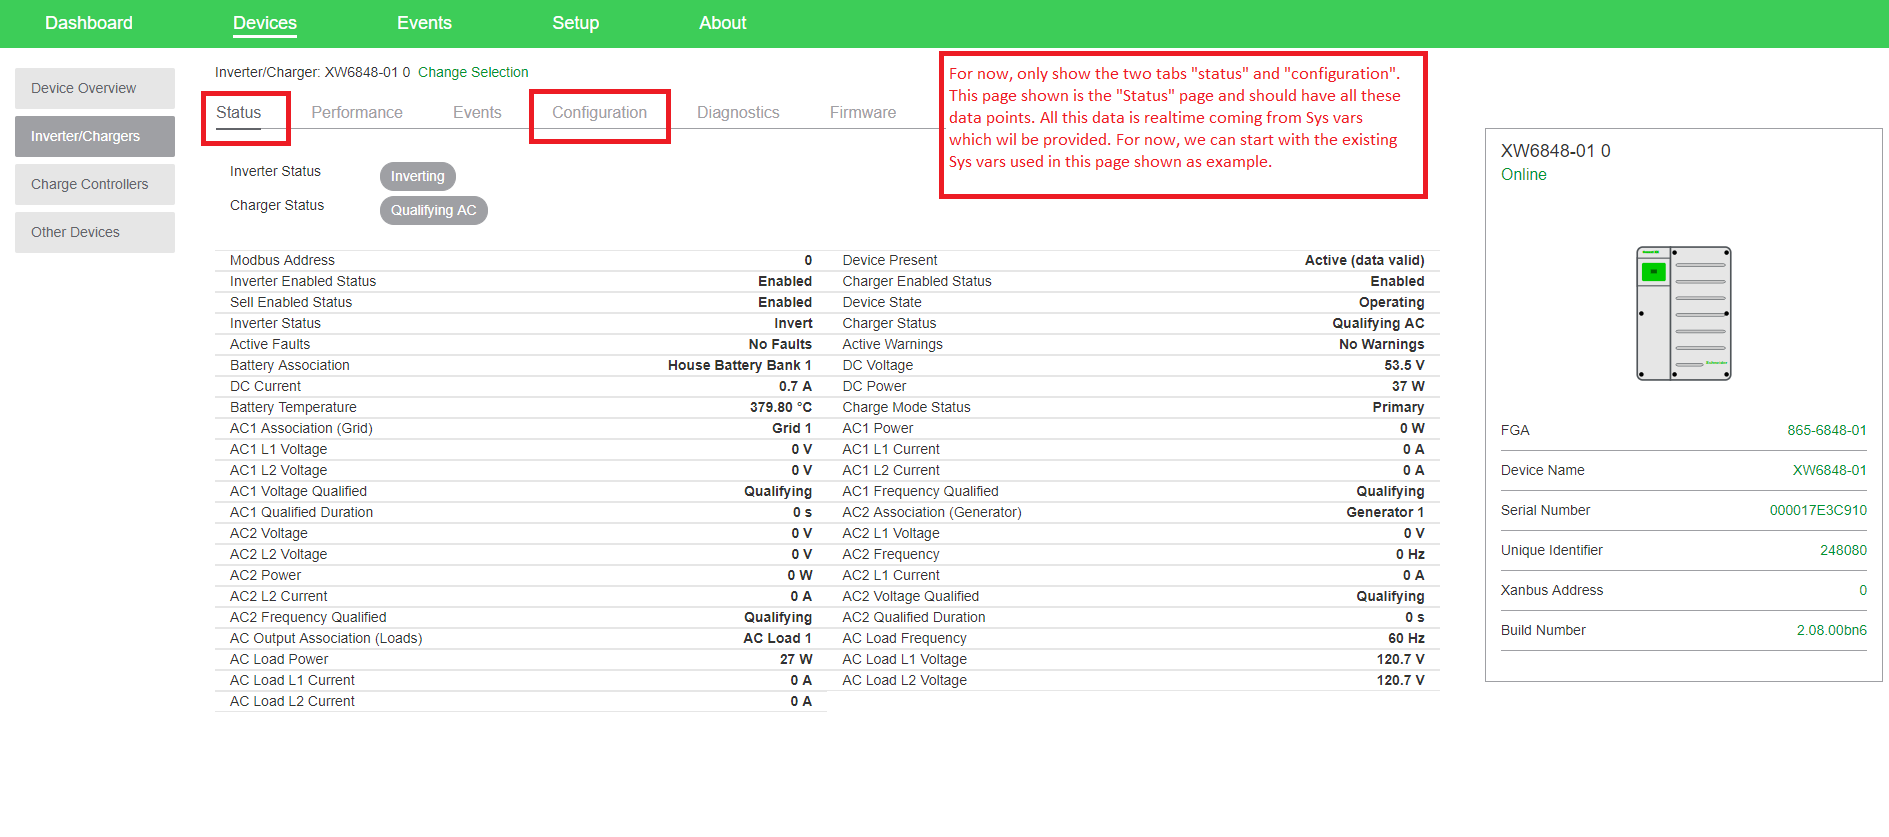 Dashboard Devices Events Setup About
Device Overview
Inverter/Chargers
Charge Controllers
Other Devices
Inverter/Charger: XW6848-01 0 Change Selection
Status Performance Events Configuration Diagnostics Firmware
For now, only show the two tabs "status" and "configuration".
This page shown is the "Status" page and should have all these
data points. All this data is realtime coming from Sys vars
which wil be provided. For now, we can start with the existing
Sys vars used in this page shown as example.
Inverter Status Inverting
Charger Status Qualifying AC
Modbus Address 0 Device Present Active (data valid)
Inverter Enabled Status Enabled Charger Enabled Status Enabled
Sell Enabled Status Enabled Device State Operating
Inverter Status Invert Charger Status Qualifying AC
Active Faults No Faults Active Warnings No Warnings
Battery Association House Battery Bank 1 DC Voltage 53.5 V
DC Current 0.7 A DC Power 37 W
Battery Temperature 379.80 °C Charge Mode Status Primary
AC1 Association (Grid) Grid 1 AC1 Power 0 W
AC1 L1 Voltage 0 V AC1 L1 Current 0 A
AC1 L2 Voltage 0 V AC1 L2 Current 0 A
AC1 Voltage Qualified Qualifying AC1 Frequency Qualified Qualifying
AC1 Qualified Duration 0 s AC2 Association (Generator) Generator 1
AC2 Voltage 0 V AC2 L1 Voltage 0 V
AC2 L2 Voltage 0 V AC2 Frequency 0 Hz
AC2 Power 0 W AC2 L1 Current 0 A
AC2 L2 Current 0 A AC2 Voltage Qualified Qualifying
AC2 Frequency Qualified Qualifying AC2 Qualified Duration 0 s
AC Output Association (Loads) AC Load 1 AC Load Frequency 60 Hz
AC Load Power 27 W AC Load L1 Voltage 120.7 V
AC Load L1 Current 0 A AC Load L2 Voltage 120.7 V
AC Load L2 Current 0 A
XW6848-01 0
Online
FGA 865-6848-01
Device Name XW6848-01
Serial Number 000017E3C910
Unique Identifier 248080
Xanbus Address 0
Build Number 2.08.00bn6